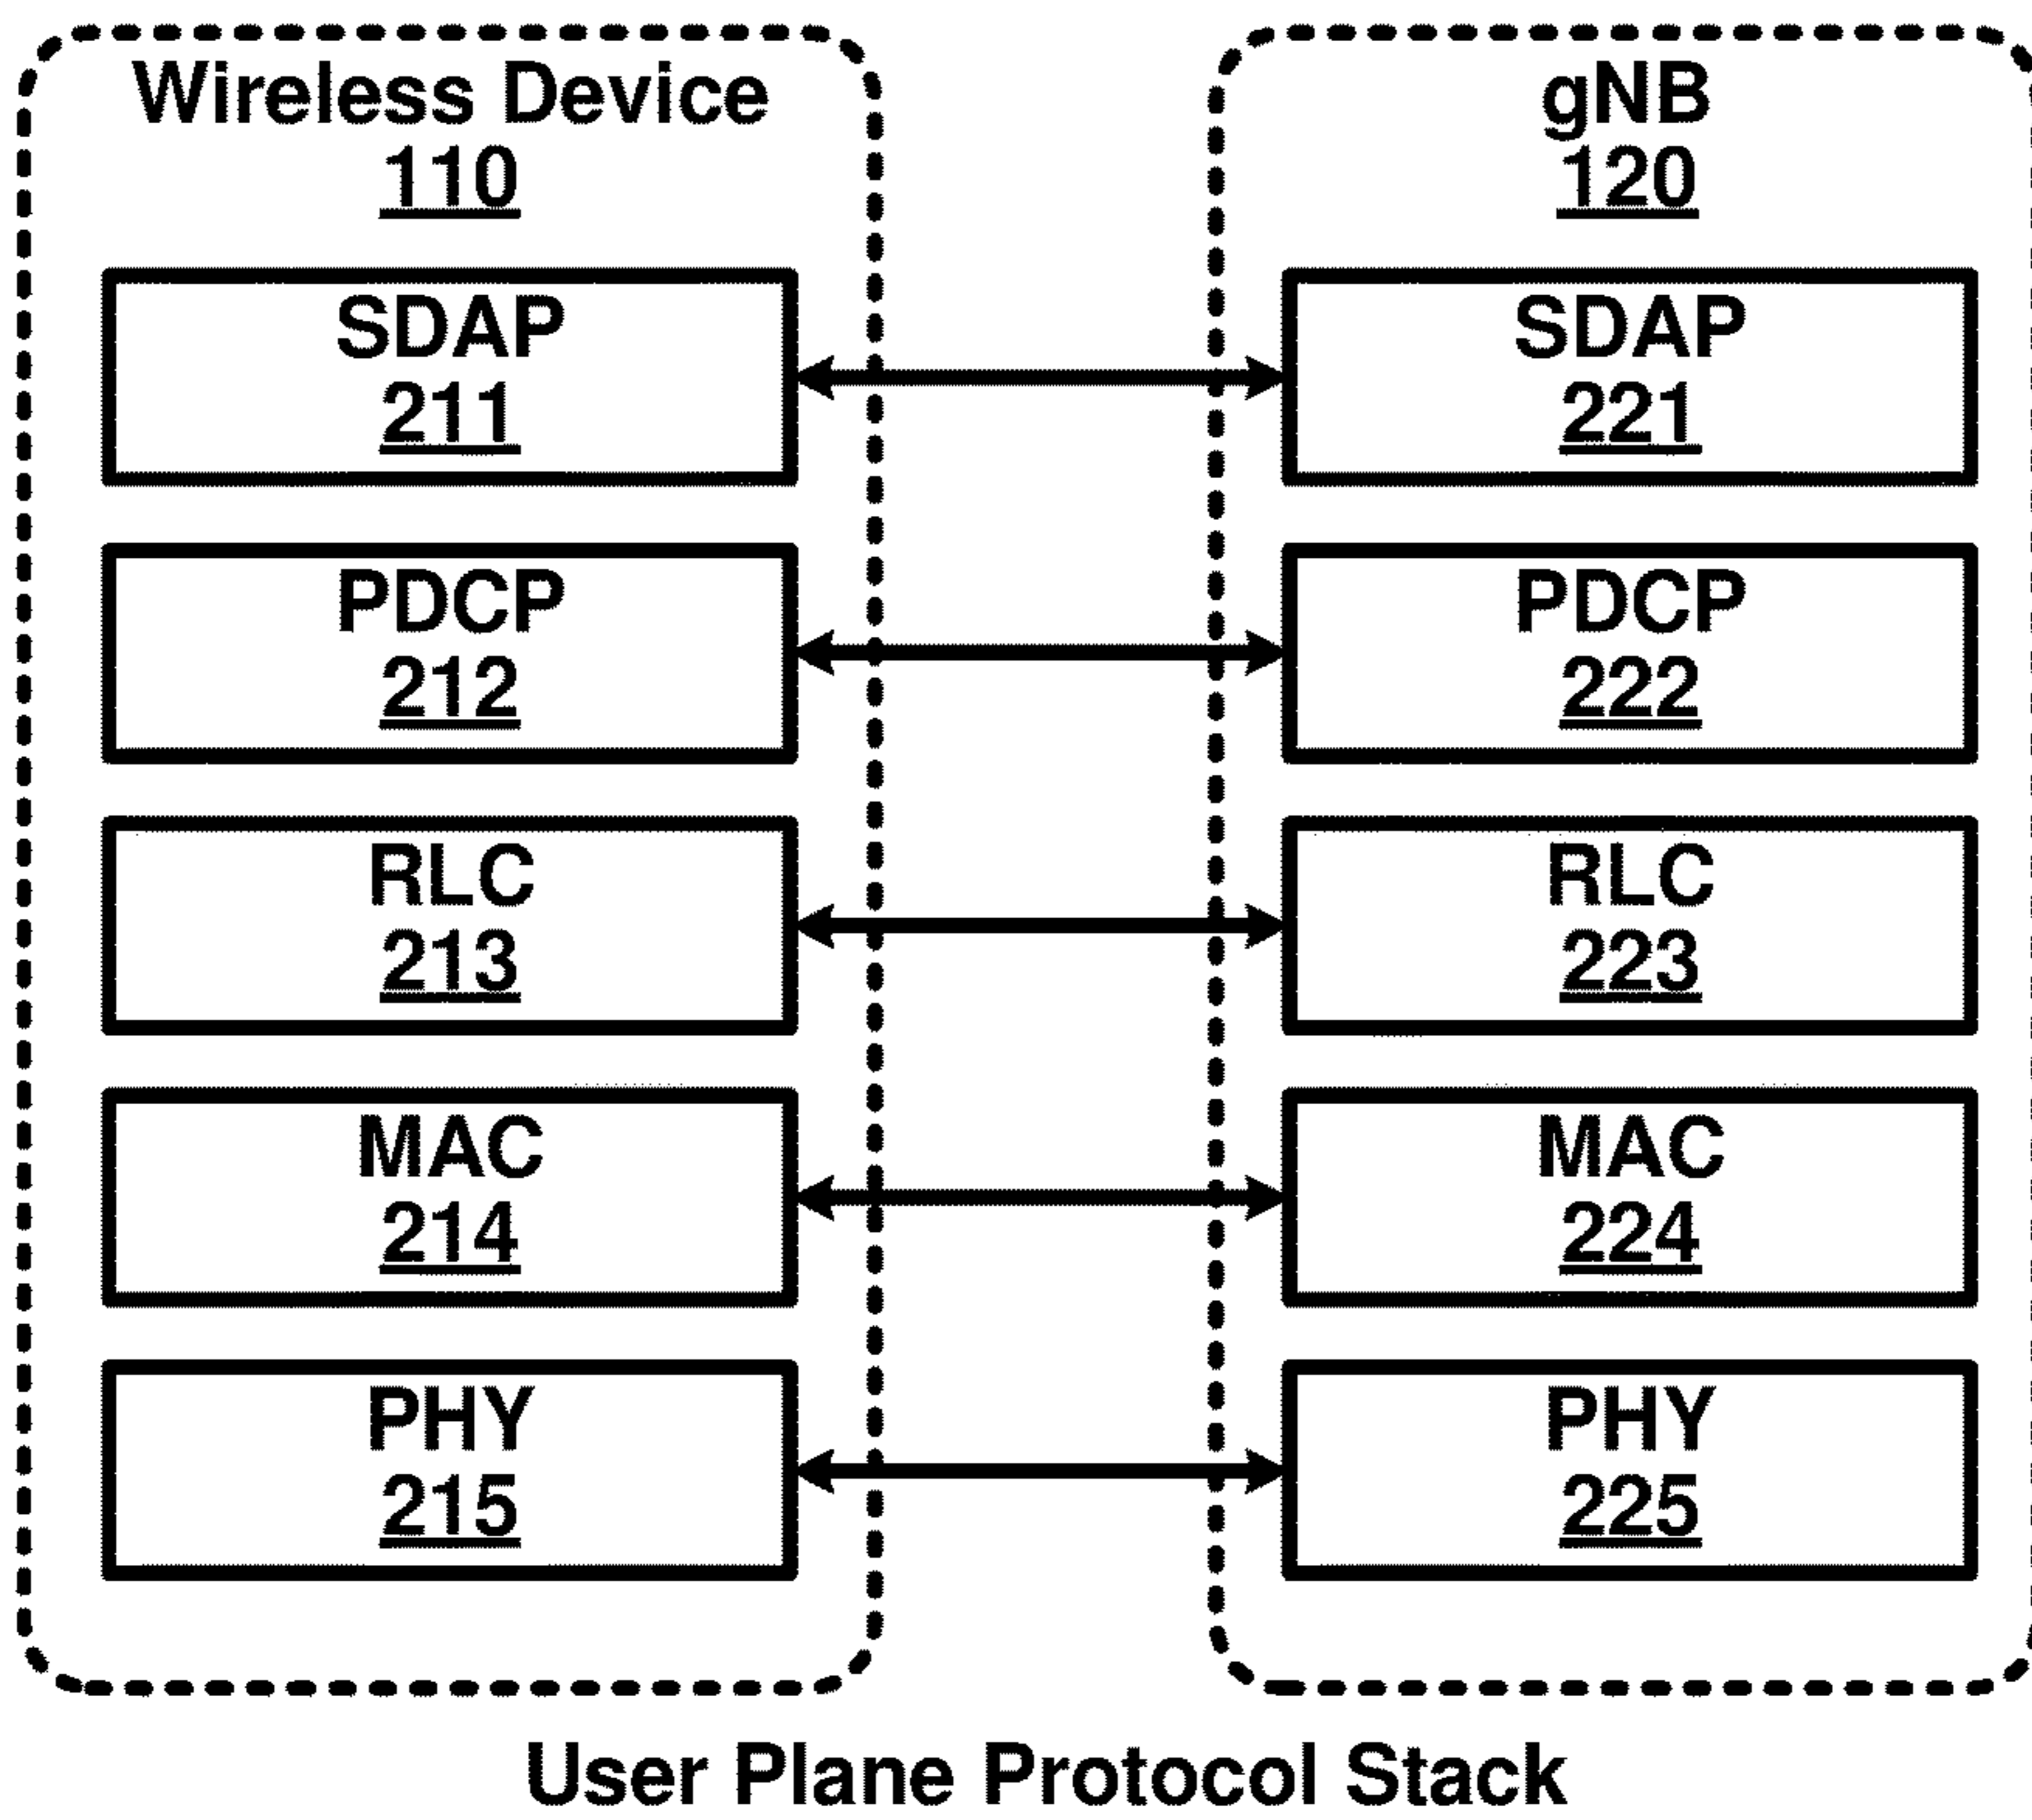 Wireless Device
110
SDAP
211
PDCP
212
RLC
213
MAC
214
PHY
215
gNB
120
SDAP
221
PDCP
222
RLC
223
MAC
224
PHY
225
User Plane Protocol Stack